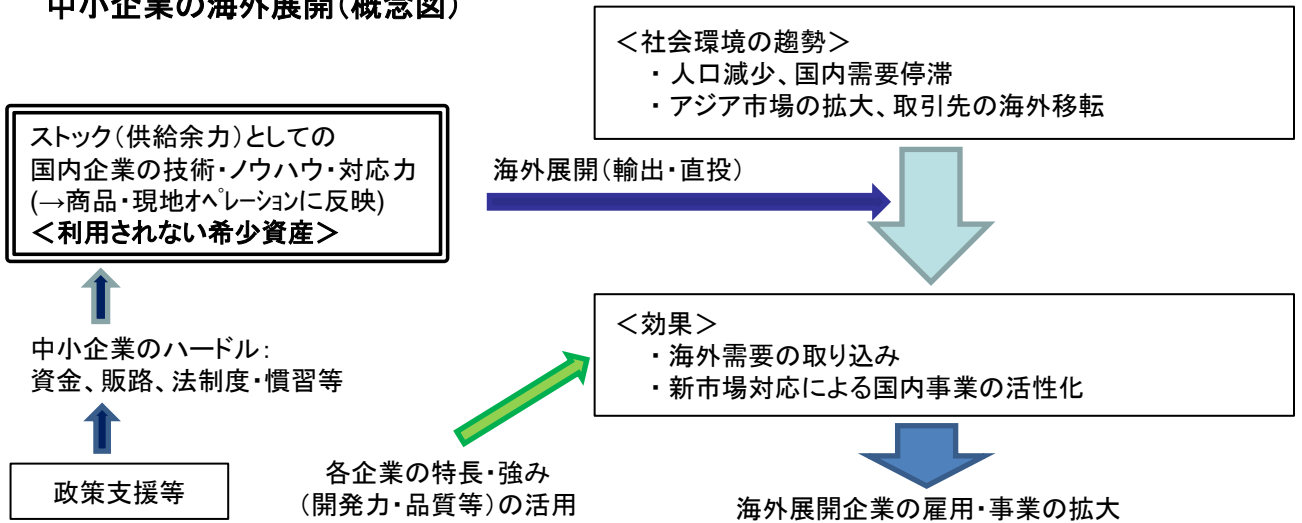 中小企業の海外展開(概念図)
＜社会環境の趨勢＞
・人口減少、国内需要停滞
・アジア市場の拡大、取引先の海外移転
ストック(供給余力)としての
国内企業の技術・ノウハウ・対応力
(→商品・現地ｵﾍﾟﾚｰｼｮﾝに反映)
＜利用されない希少資産＞
海外展開(輸出・直投)
中小企業のハードル:
資金、販路、法制度・慣習等
政策支援等
＜効果＞
・海外需要の取り込み
・新市場対応による国内事業の活性化
各企業の特長・強み
(開発力・品質等)の活用
海外展開企業の雇用・事業の拡大